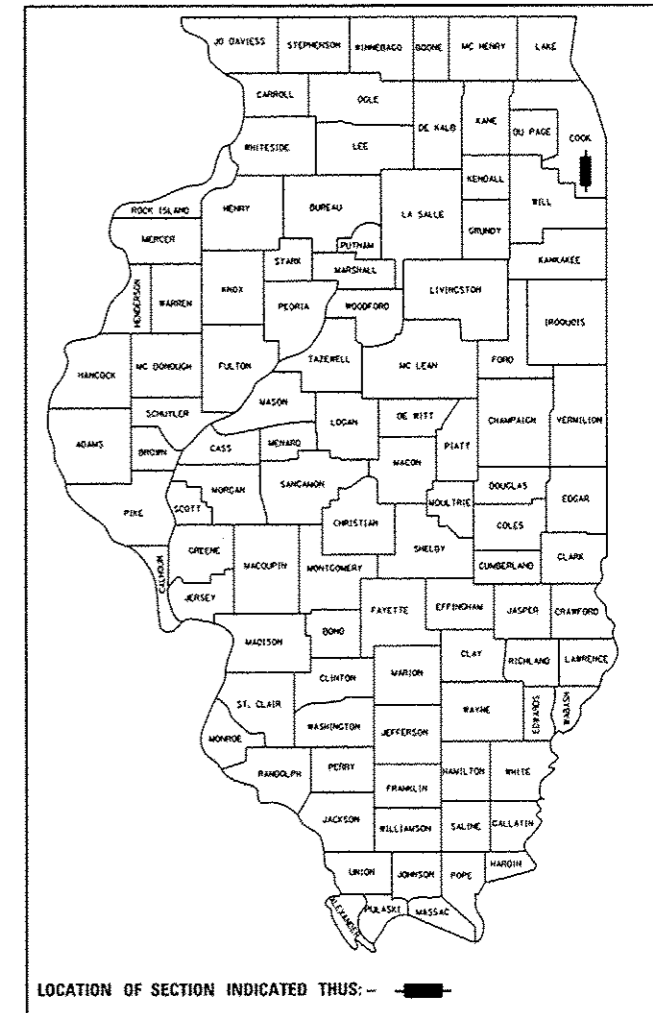 JO DAVIESS STEPHENSON WINNEBAGO BOONE MC HENRY LAKE
CARROLL OGLE DE KALB KANE DU PAGE COOK
WHITESIDE LEE KENDALL WILL
ROCK ISLAND HENRY BUREAU LA SALLE GRUNDY
MERCER PUTNAM KANKAKEE
STARK MARSHALL
HENDERSON WARREN KNOX PEORIA WOODFORD LIVINGSTON IROQUOIS
HANCOCK MC DONOUGH FULTON TAZEWELL MC LEAN FORD
SCHUYLER MASON LOGAN DE WITT CHAMPAIGN VERMILION
ADAMS BROWN CASS MENARD MACON PIATT
MORGAN SANGAMON DOUGLAS EDGAR
PIKE SCOTT CHRISTIAN MOULTRIE COLES
GREENE MACOUPIN MONTGOMERY SHELBY CUMBERLAND CLARK
CALHOUN JERSEY FAYETTE EFFINGHAM JASPER CRAWFORD
MADISON BOND CLAY RICHLAND LAWRENCE
CLINTON MARION
ST. CLAIR WAYNE EDWARDS WABASH
MONROE WASHINGTON JEFFERSON
RANDOLPH PERRY HAMILTON WHITE
FRANKLIN
JACKSON WILLIAMSON SALINE GALLATIN
UNION JOHNSON POPE HARDIN
ALEXANDER PULASKI MASSAC
LOCATION OF SECTION INDICATED THUS: –